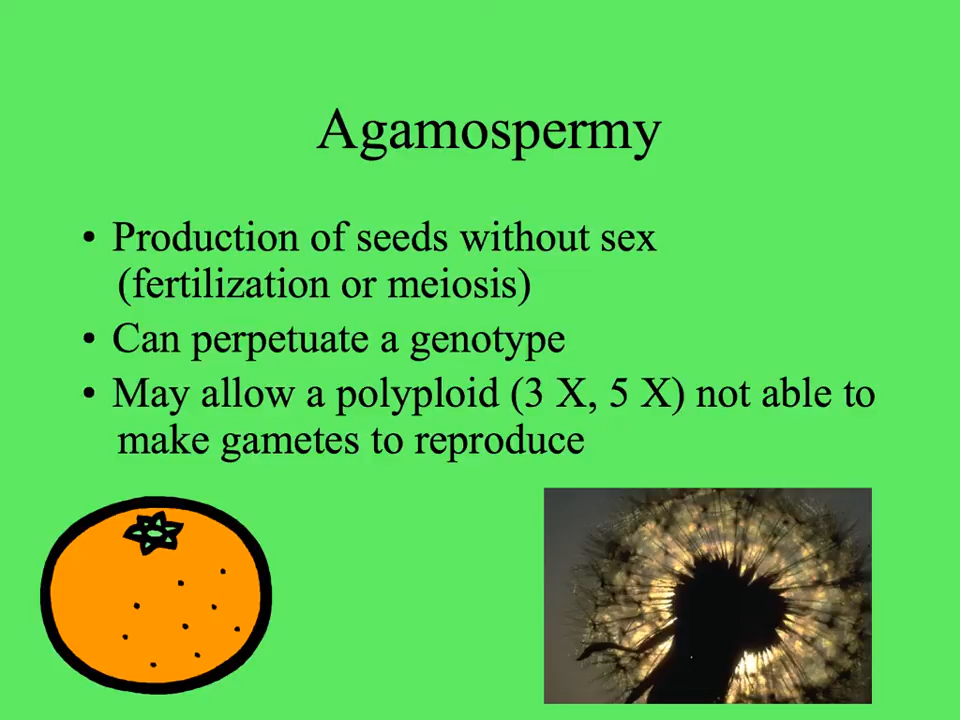 Agamospermy
• Production of seeds without sex
(fertilization or meiosis)
• Can perpetuate a genotype
• May allow a polyploid (3 X, 5 X) not able to
make gametes to reproduce